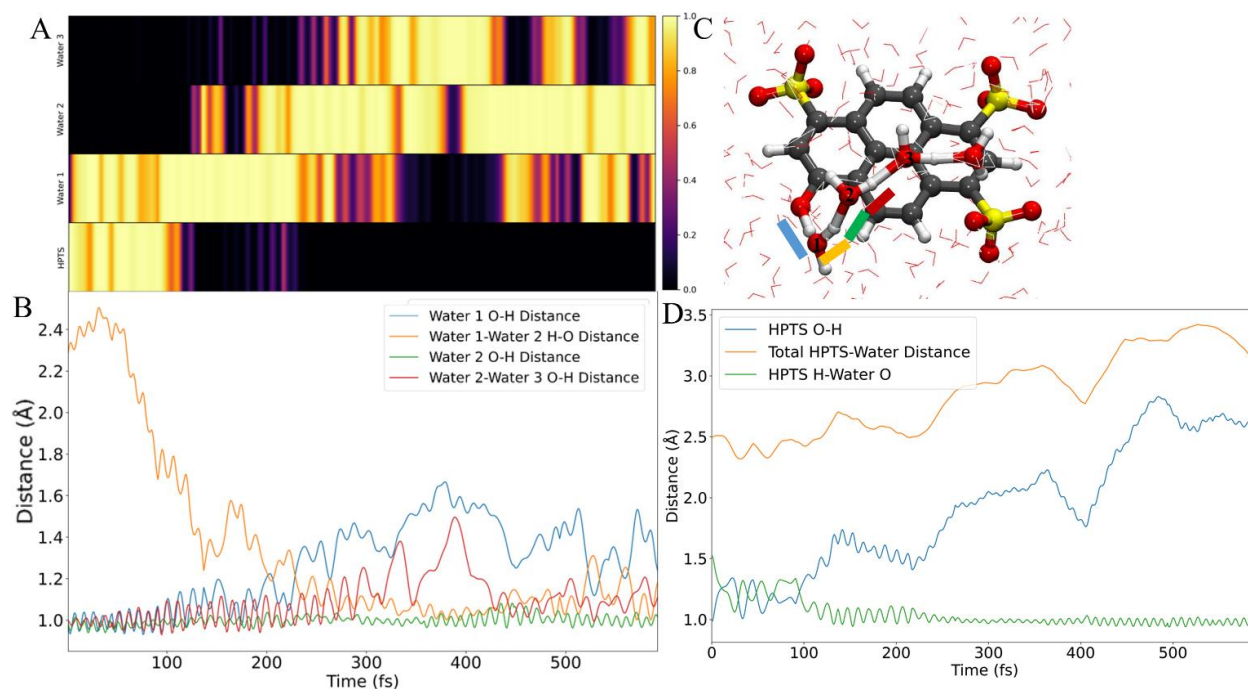 A
Water 3
Water 2
Water 1
HPTS
1.0
0.8
0.6
0.4
0.2
0.0
C
1
2
3
B
Water 1 O-H Distance
Water 1-Water 2 H-O Distance
Water 2 O-H Distance
Water 2-Water 3 O-H Distance
Distance (Å)
2.4
2.2
2.0
1.8
1.6
1.4
1.2
1.0
100
200
300
400
500
Time (fs)
D
HPTS O-H
Total HPTS-Water Distance
HPTS H-Water O
Distance (Å)
3.5
3.0
2.5
2.0
1.5
1.0
0
100
200
300
400
500
Time (fs)